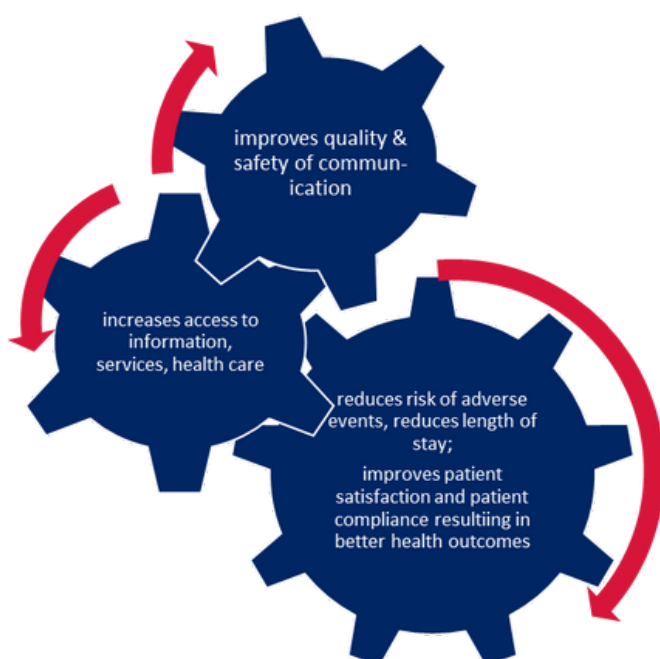 improves quality &
safety of commun-
ication
increases access to
information,
services, health care
reduces risk of adverse
events, reduces length of
stay;
improves patient
satisfaction and patient
compliance resultiing in
better health outcomes